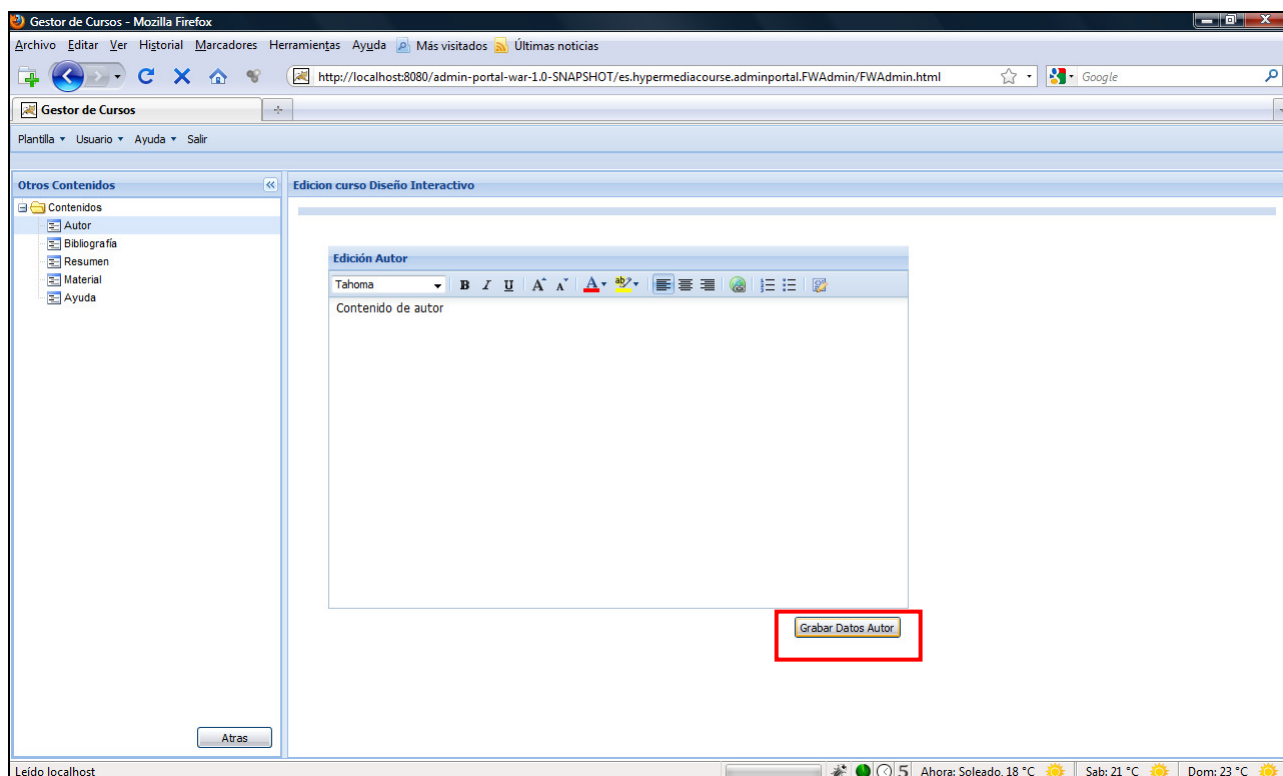 Gestor de Cursos - Mozilla Firefox
Archivo Editar Ver Historial Marcadores Herramientas Ayuda Más visitados Últimas noticias
http://localhost:8080/admin-portal-war-1.0-SNAPSHOT/es.hypermediacourse.adminportal.FWAdmin/FWAdmin.html Google
Gestor de Cursos
Plantilla Usuario Ayuda Salir
Otros Contenidos
Edicion curso Diseño Interactivo
Contenidos
Autor
Bibliografía
Resumen
Material
Ayuda
Edición Autor
Tahoma B I U A A A ab
Contenido de autor
Grabar Datos Autor
Atras
Leído localhost 5 Ahora: Soleado, 18 °C Sab: 21 °C Dom: 23 °C